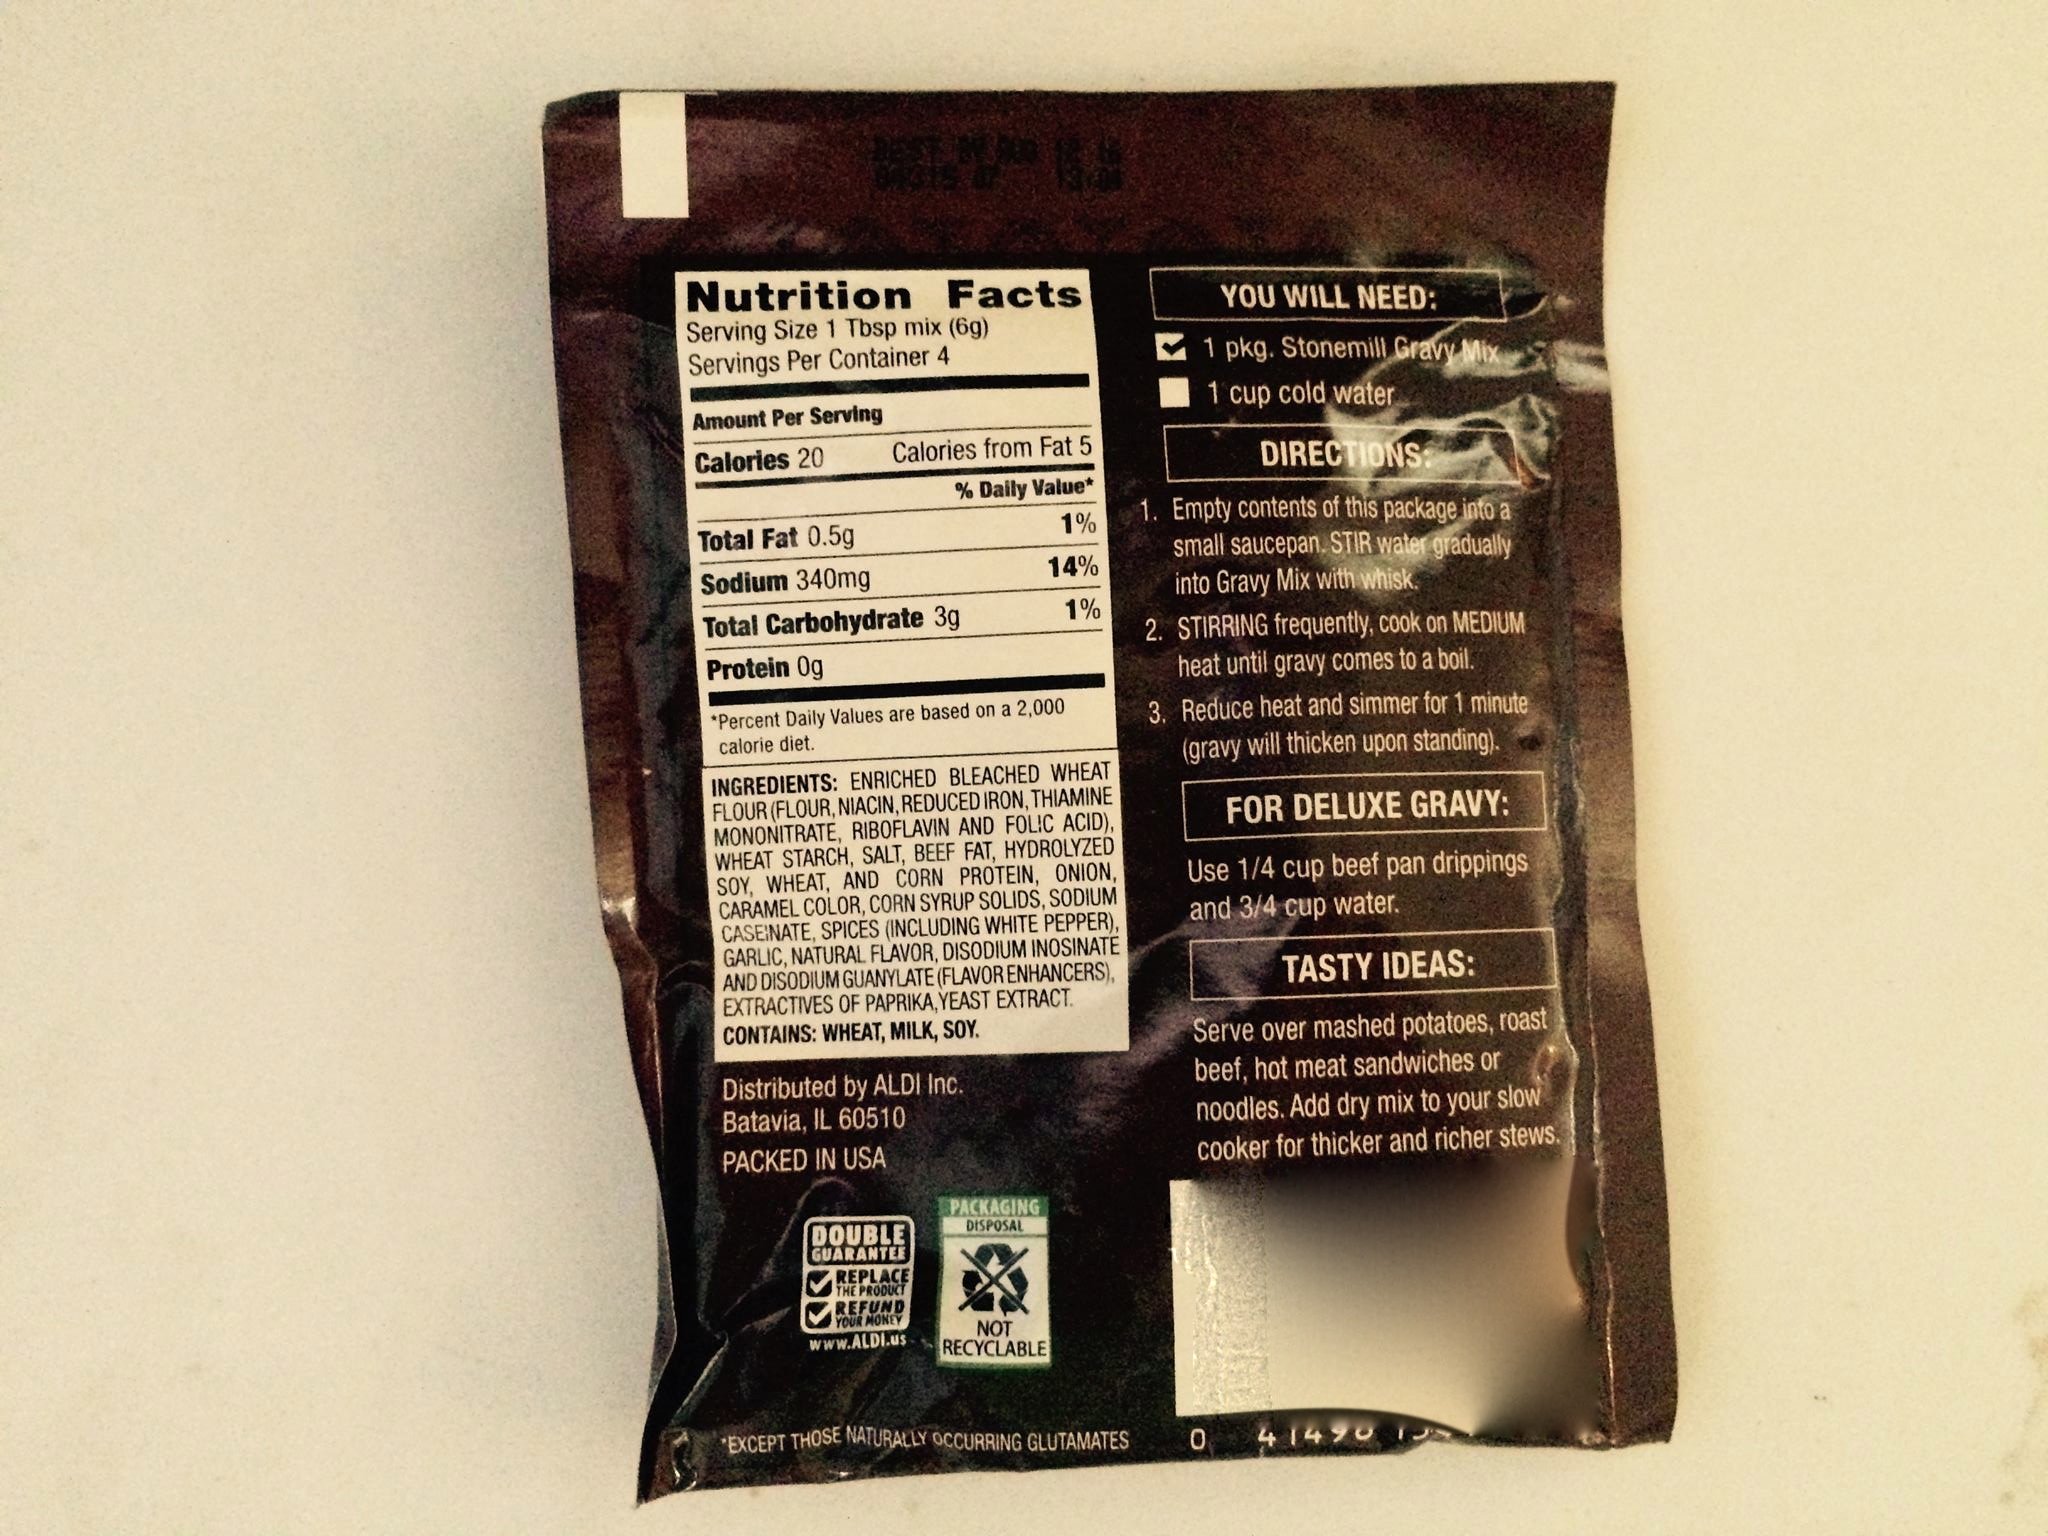 BEST BY
Nutrition Facts
Serving Size 1 Tbsp mix (6g)
Servings Per Container 4
Amount Per Serving
Calories 20 Calories from Fat 5
% Daily Value*
Total Fat 0.5g 1%
Sodium 340mg 14%
Total Carbohydrate 3g 1%
Protein 0g
*Percent Daily Values are based on a 2,000
calorie diet.
INGREDIENTS: ENRICHED BLEACHED WHEAT
FLOUR (FLOUR, NIACIN, REDUCED IRON, THIAMINE
MONONITRATE, RIBOFLAVIN AND FOLIC ACID),
WHEAT STARCH, SALT, BEEF FAT, HYDROLYZED
SOY, WHEAT, AND CORN PROTEIN, ONION,
CARAMEL COLOR, CORN SYRUP SOLIDS, SODIUM
CASEINATE, SPICES (INCLUDING WHITE PEPPER),
GARLIC, NATURAL FLAVOR, DISODIUM INOSINATE
AND DISODIUM GUANYLATE (FLAVOR ENHANCERS),
EXTRACTIVES OF PAPRIKA, YEAST EXTRACT.
CONTAINS: WHEAT, MILK, SOY.
Distributed by ALDI Inc.
Batavia, IL 60510
PACKED IN USA
DOUBLE
GUARANTEE
REPLACE
THE PRODUCT
REFUND
YOUR MONEY
www.ALDI.us
PACKAGING
DISPOSAL
NOT
RECYCLABLE
*EXCEPT THOSE NATURALLY OCCURRING GLUTAMATES
YOU WILL NEED:
1 pkg. Stonemill Gravy Mix
1 cup cold water
DIRECTIONS:
1. Empty contents of this package into a
small saucepan. STIR water gradually
into Gravy Mix with whisk.
2. STIRRING frequently, cook on MEDIUM
heat until gravy comes to a boil.
3. Reduce heat and simmer for 1 minute
(gravy will thicken upon standing).
FOR DELUXE GRAVY:
Use 1/4 cup beef pan drippings
and 3/4 cup water.
TASTY IDEAS:
Serve over mashed potatoes, roast
beef, hot meat sandwiches or
noodles. Add dry mix to your slow
cooker for thicker and richer stews.
0 41498